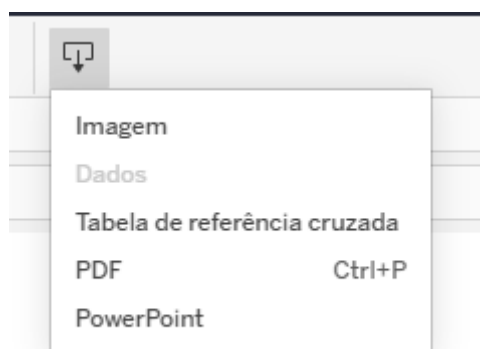 Imagem
Dados
Tabela de referência cruzada
PDF Ctrl+P
PowerPoint